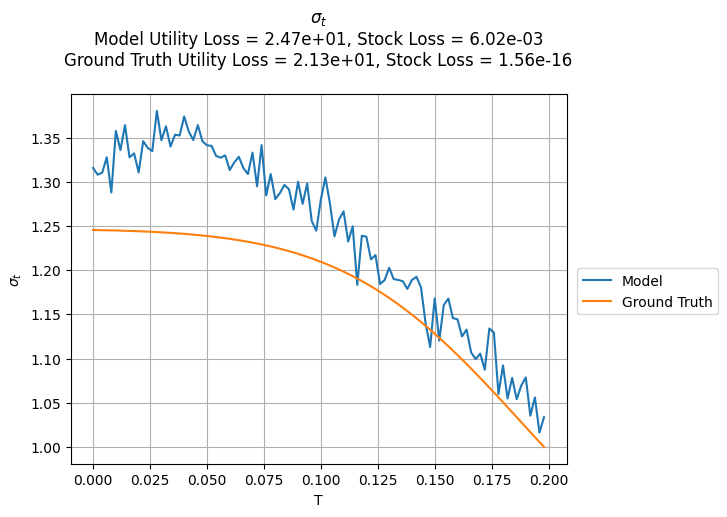 σₜ
Model Utility Loss = 2.47e+01, Stock Loss = 6.02e-03
Ground Truth Utility Loss = 2.13e+01, Stock Loss = 1.56e-16
1.35
1.30
1.25
1.20
1.15
1.10
1.05
1.00
σₜ
0.000 0.025 0.050 0.075 0.100 0.125 0.150 0.175 0.200
T
Model
Ground Truth